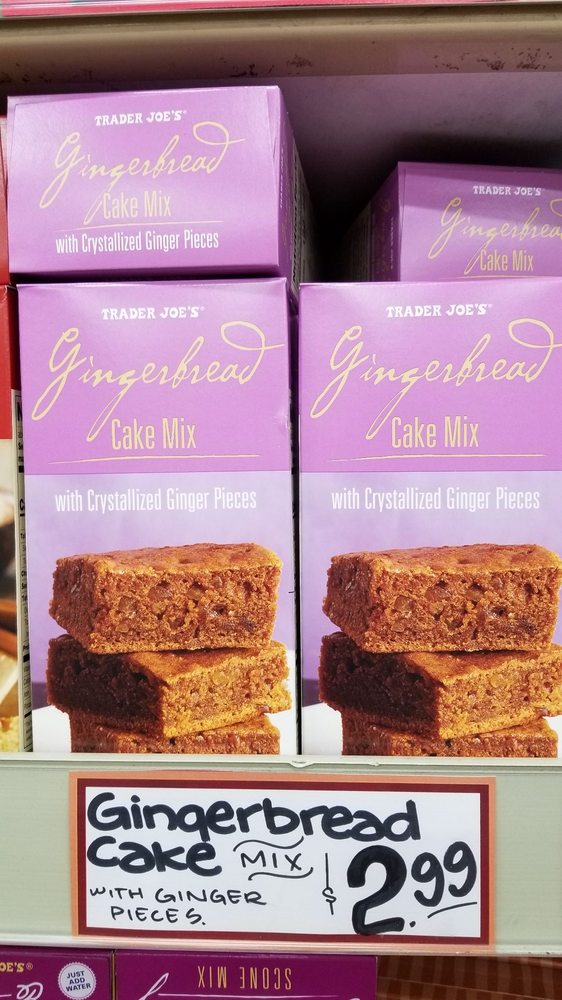 TRADER JOE'S®
Gingerbread
Cake Mix
with Crystallized Ginger Pieces
TRADER JOE'S®
Gingerbread
Cake Mix
TRADER JOE'S®
Gingerbread
Cake Mix
with Crystallized Ginger Pieces
TRADER JOE'S®
Gingerbread
Cake Mix
with Crystallized Ginger Pieces
Gingerbread
Cake MIX
WITH GINGER
PIECES.
$2.99
OE'S®
JUST
ADD
WATER
SCONE MIX